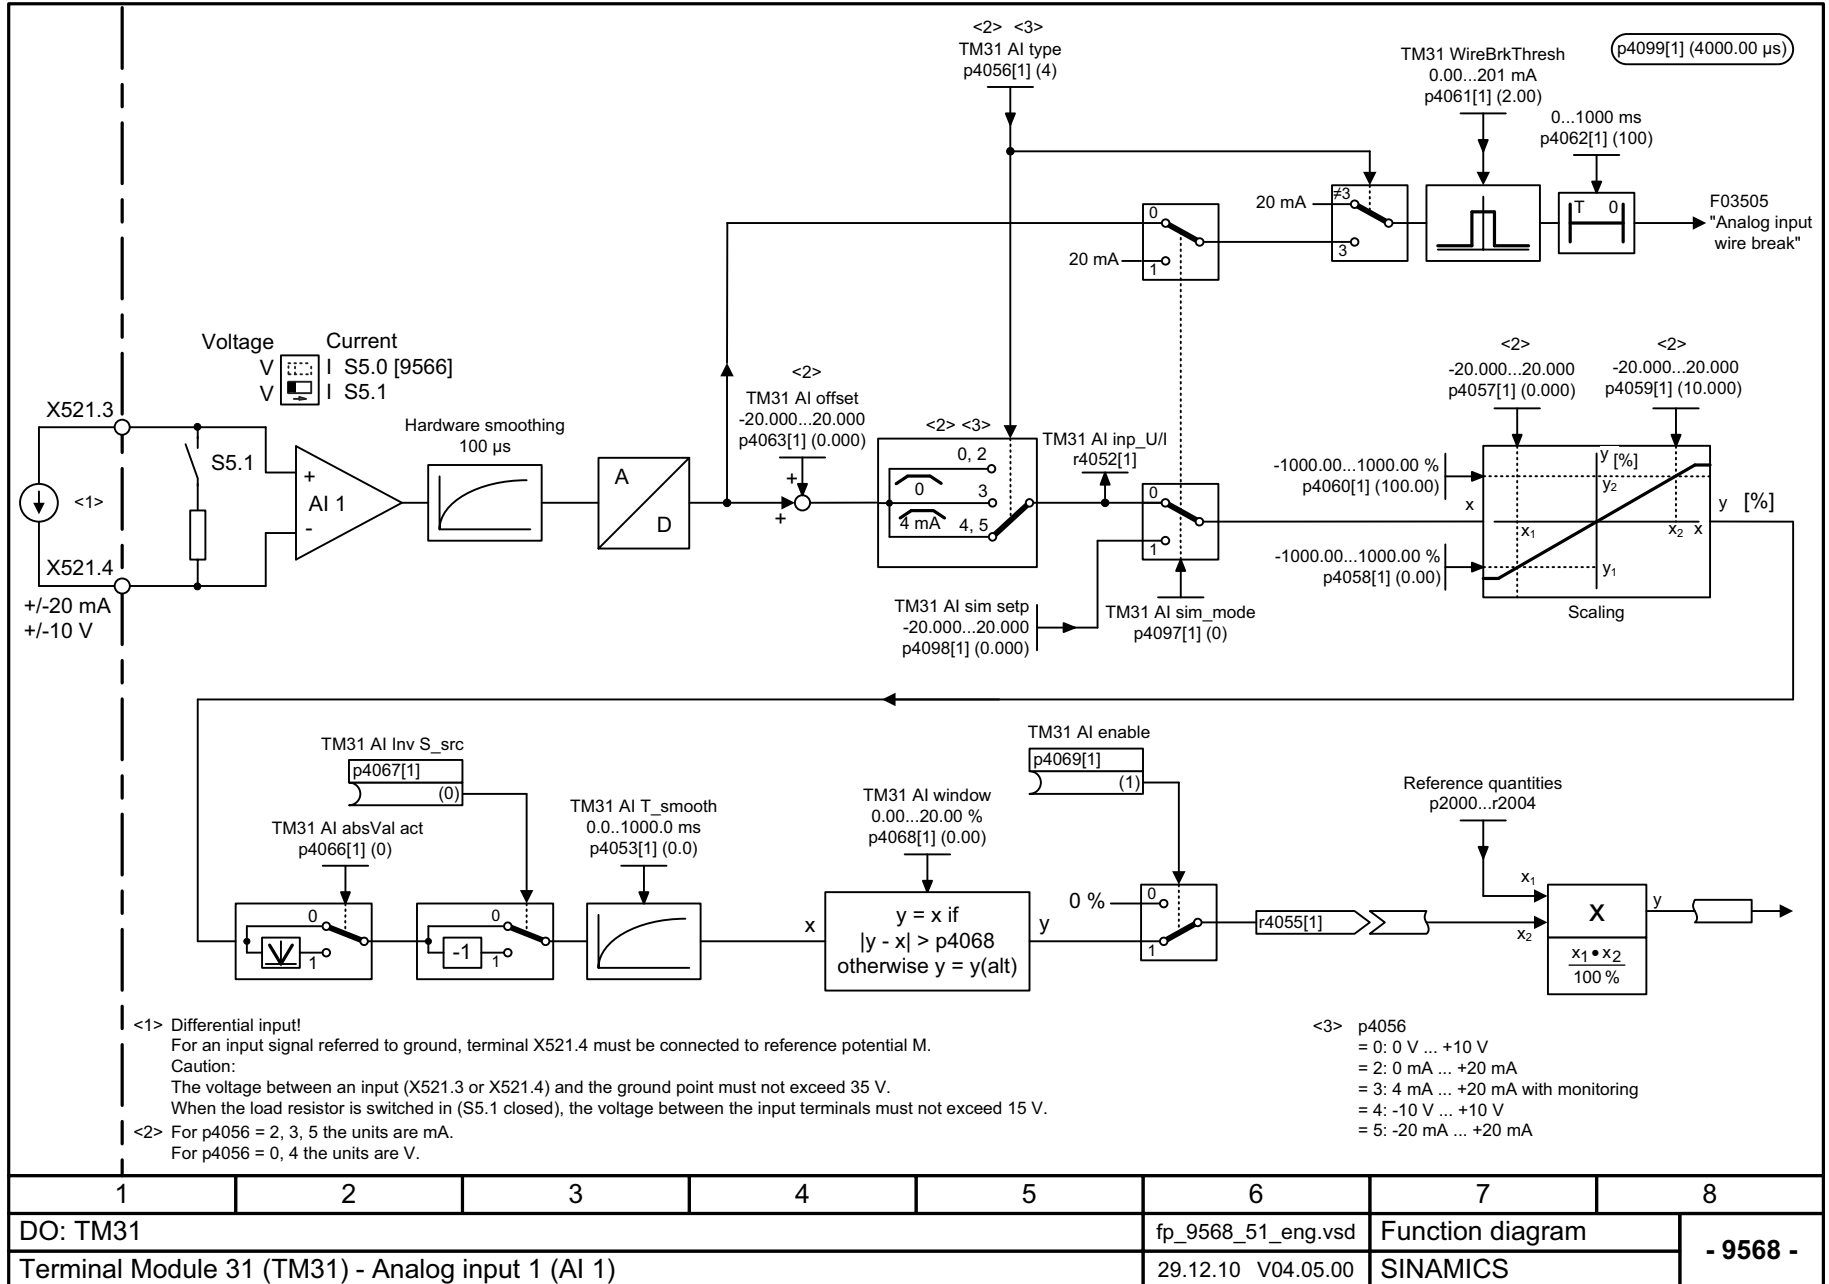 <2> <3>
TM31 AI type
p4056[1] (4)
TM31 WireBrkThresh
0.00...201 mA
p4061[1] (2.00)
p4099[1] (4000.00 µs)
0...1000 ms
p4062[1] (100)
20 mA
≠3
3
0
1
20 mA
T 0
F03505
"Analog input
wire break"
Voltage Current
V I S5.0 [9566]
V I S5.1
X521.3
S5.1
<1>
X521.4
+/-20 mA
+/-10 V
+
AI 1
-
Hardware smoothing
100 µs
A
D
<2>
TM31 AI offset
-20.000...20.000
p4063[1] (0.000)
+
+
<2> <3>
0, 2
0
3
4 mA
4, 5
TM31 AI inp_U/I
r4052[1]
0
1
TM31 AI sim setp
-20.000...20.000
p4098[1] (0.000)
TM31 AI sim_mode
p4097[1] (0)
<2>
-20.000...20.000
p4057[1] (0.000)
<2>
-20.000...20.000
p4059[1] (10.000)
-1000.00...1000.00 %
p4060[1] (100.00)
x
-1000.00...1000.00 %
p4058[1] (0.00)
y [%]
y2
x1
x2 x
y1
y [%]
Scaling
TM31 AI Inv S_src
p4067[1]
(0)
TM31 AI absVal act
p4066[1] (0)
0
1
0
-1
1
TM31 AI T_smooth
0.0..1000.0 ms
p4053[1] (0.0)
TM31 AI window
0.00...20.00 %
p4068[1] (0.00)
x
y = x if
|y - x| > p4068
otherwise y = y(alt)
y
TM31 AI enable
p4069[1]
(1)
0 %
0
1
r4055[1]
Reference quantities
p2000...r2004
x1
x2
X
x1 • x2
100 %
y
<1> Differential input!
For an input signal referred to ground, terminal X521.4 must be connected to reference potential M.
Caution:
The voltage between an input (X521.3 or X521.4) and the ground point must not exceed 35 V.
When the load resistor is switched in (S5.1 closed), the voltage between the input terminals must not exceed 15 V.
<2> For p4056 = 2, 3, 5 the units are mA.
For p4056 = 0, 4 the units are V.
<3> p4056
= 0: 0 V ... +10 V
= 2: 0 mA ... +20 mA
= 3: 4 mA ... +20 mA with monitoring
= 4: -10 V ... +10 V
= 5: -20 mA ... +20 mA
1 2 3 4 5 6 7 8
DO: TM31
fp_9568_51_eng.vsd
Function diagram
- 9568 -
Terminal Module 31 (TM31) - Analog input 1 (AI 1)
29.12.10 V04.05.00
SINAMICS